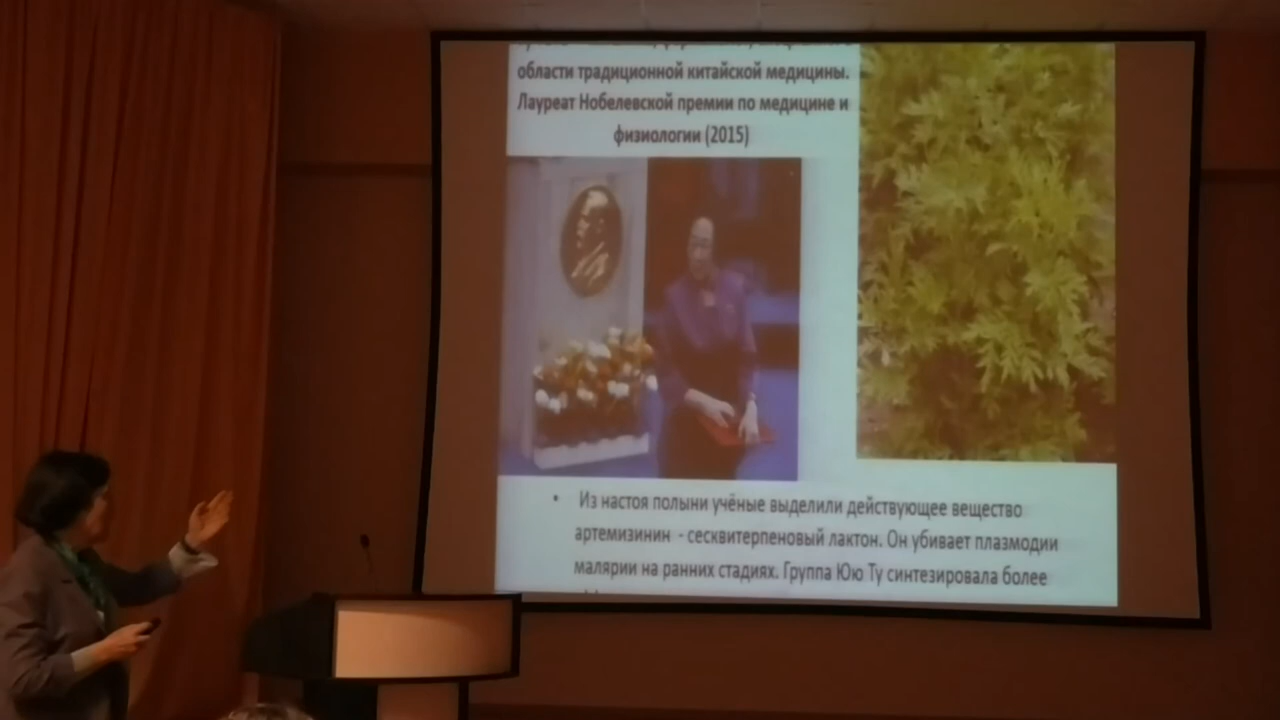 области традиционной китайской медицины.
Лауреат Нобелевской премии по медицине и
физиологии (2015)
• Из настоя полыни учёные выделили действующее вещество
артемизинин - сесквитерпеновый лактон. Он убивает плазмодии
малярии на ранних стадиях. Группа Юю Ту синтезировала более